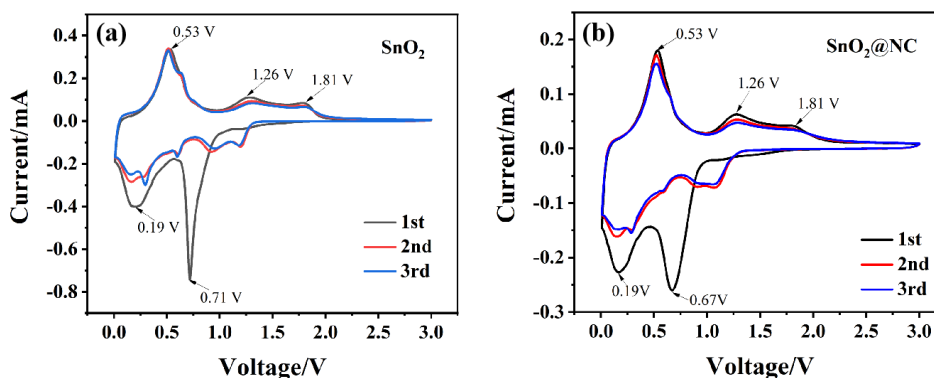 (a)
SnO₂
0.53 V
1.26 V
1.81 V
0.19 V
0.71 V
1st
2nd
3rd
0.4
0.2
0.0
-0.2
-0.4
-0.6
-0.8
0.0 0.5 1.0 1.5 2.0 2.5 3.0
Current/mA
Voltage/V
(b)
SnO₂@NC
0.53 V
1.26 V
1.81 V
0.19V
0.67V
1st
2nd
3rd
0.2
0.1
0.0
-0.1
-0.2
-0.3
0.0 0.5 1.0 1.5 2.0 2.5 3.0
Current/mA
Voltage/V